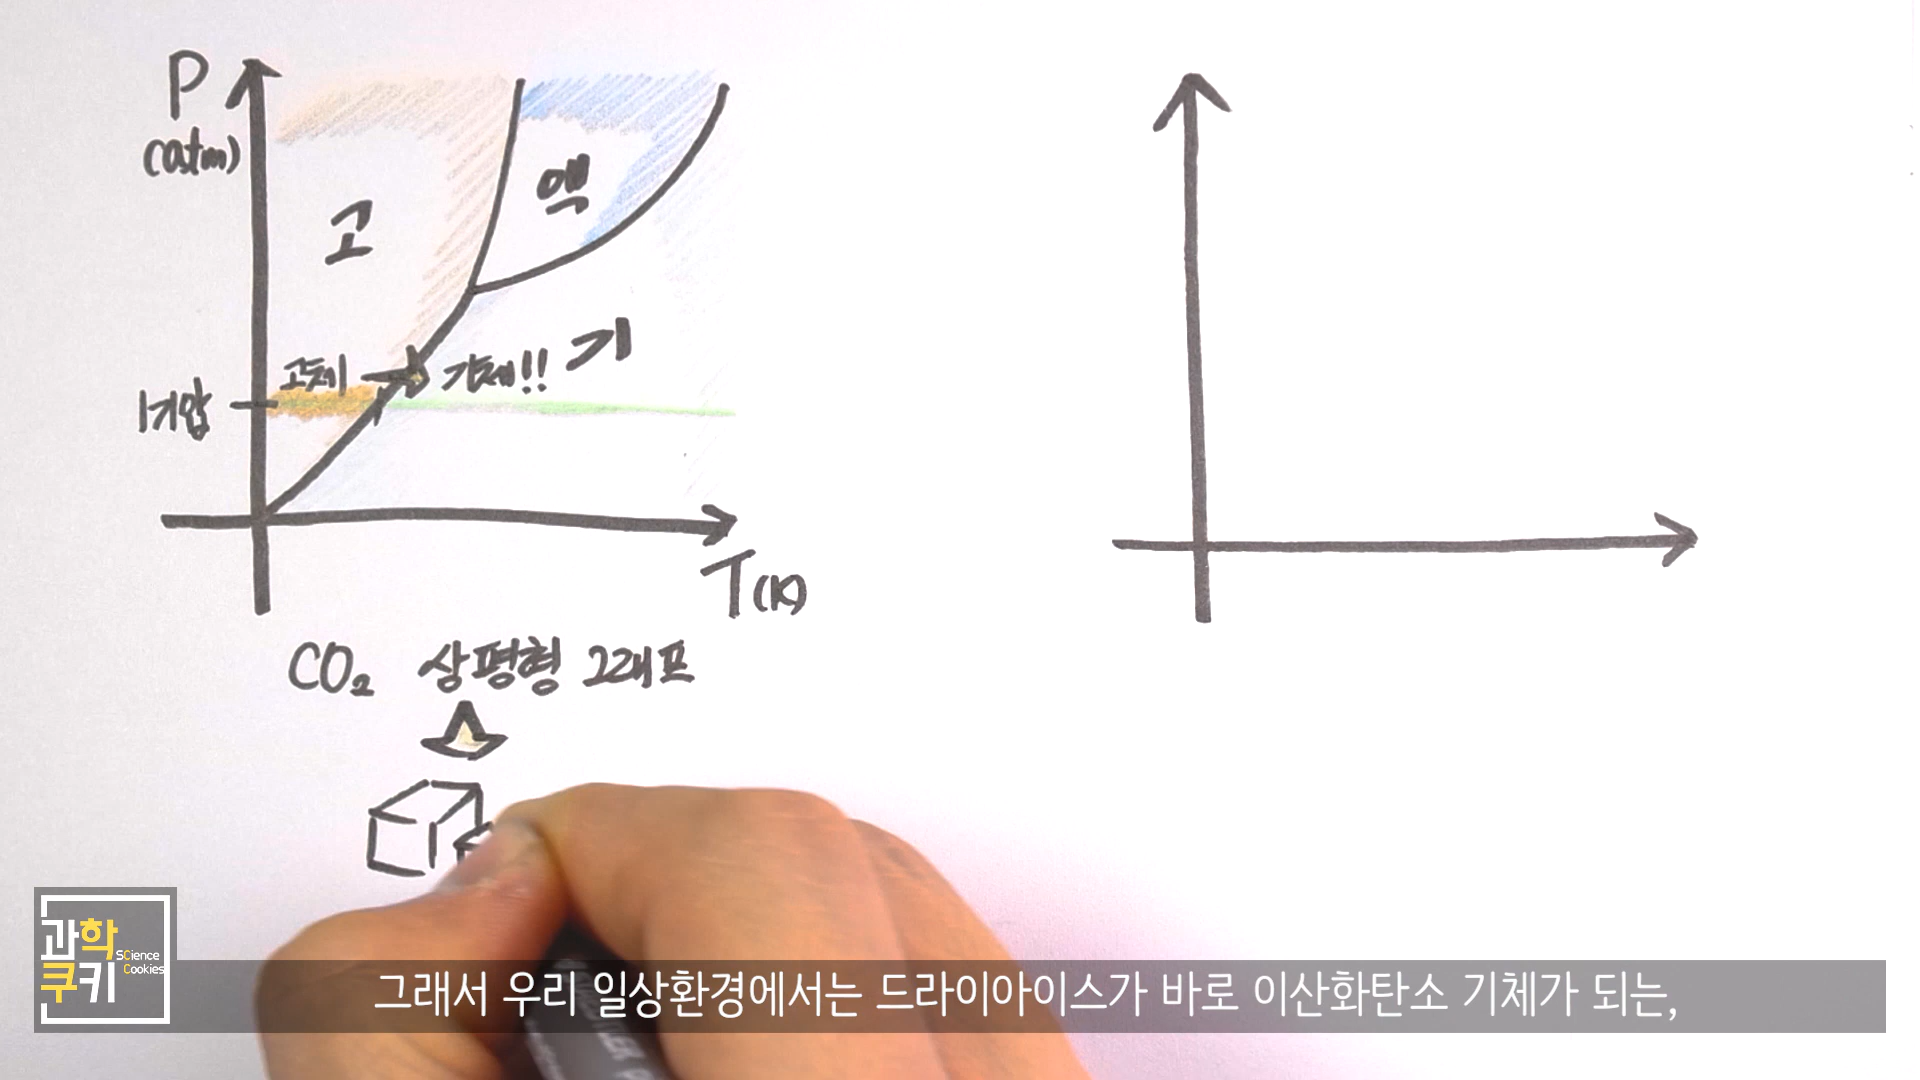 P
(atm)
고
액
기
고체
기체!!
1기압
T(K)
CO₂ 상평형 그래프
과학
쿠키
Science
Cookies
그래서 우리 일상환경에서는 드라이아이스가 바로 이산화탄소 기체가 되는,